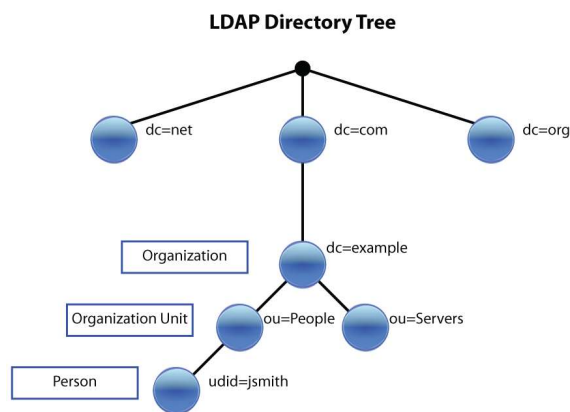 LDAP Directory Tree
dc=net
dc=com
dc=org
dc=example
Organization
Organization Unit
ou=People
ou=Servers
Person
udid=jsmith